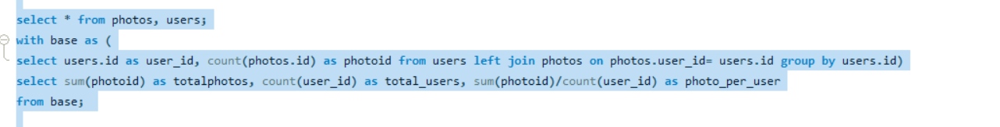 select * from photos, users;
with base as (
select users.id as user_id, count(photos.id) as photoid from users left join photos on photos.user_id= users.id group by users.id)
select sum(photoid) as totalphotos, count(user_id) as total_users, sum(photoid)/count(user_id) as photo_per_user
from base;